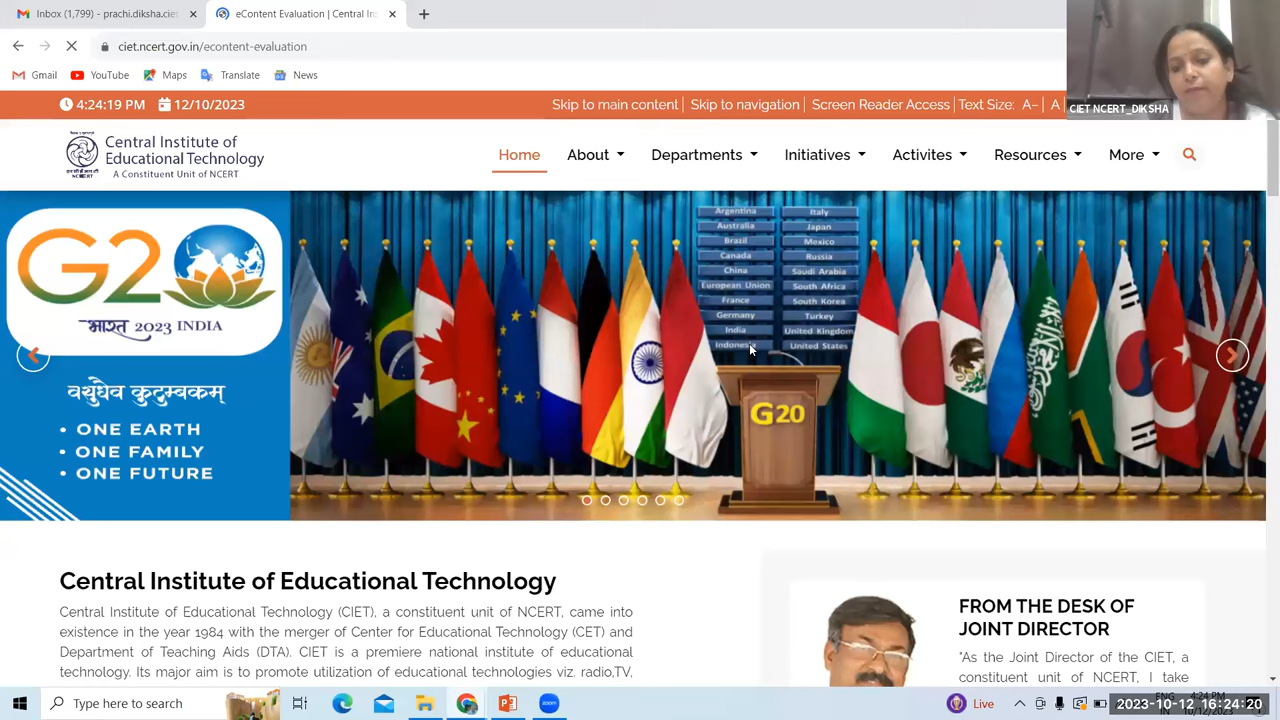 Inbox (1,799) - prachi.diksha.cie
eContent Evaluation | Central Ins
ciet.ncert.gov.in/econtent-evaluation
Gmail
YouTube
Maps
Translate
News
CIET NCERT_DIKSHA
4:24:19 PM 12/10/2023
Skip to main content
Skip to navigation
Screen Reader Access
Text Size: A- A
Central Institute of
Educational Technology
A Constituent Unit of NCERT
Home
About
Departments
Initiatives
Activites
Resources
More
G20
भारत 2023 INDIA
वसुधैव कुटुम्बकम्
• ONE EARTH
• ONE FAMILY
• ONE FUTURE
Argentina
Australia
Brazil
Canada
China
European Union
France
Germany
India
Indonesia
Italy
Japan
Mexico
Russia
Saudi Arabia
South Africa
South Korea
Turkey
United Kingdom
United States
G20
Central Institute of Educational Technology
Central Institute of Educational Technology (CIET), a constituent unit of NCERT, came into
existence in the year 1984 with the merger of Center for Educational Technology (CET) and
Department of Teaching Aids (DTA). CIET is a premiere national institute of educational
technology. Its major aim is to promote utilization of educational technologies viz. radio,TV,
FROM THE DESK OF
JOINT DIRECTOR
"As the Joint Director of the CIET, a
constituent unit of NCERT, I take
Type here to search
Live
ENG
2023-10-12 16:24:20